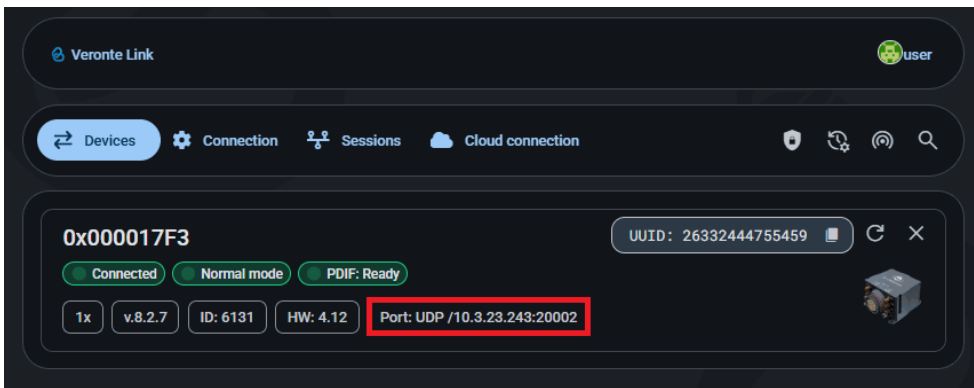 Veronte Link
user
Devices
Connection
Sessions
Cloud connection
0x000017F3
UUID: 26332444755459
Connected
Normal mode
PDIF: Ready
1x
v.8.2.7
ID: 6131
HW: 4.12
Port: UDP /10.3.23.243:20002